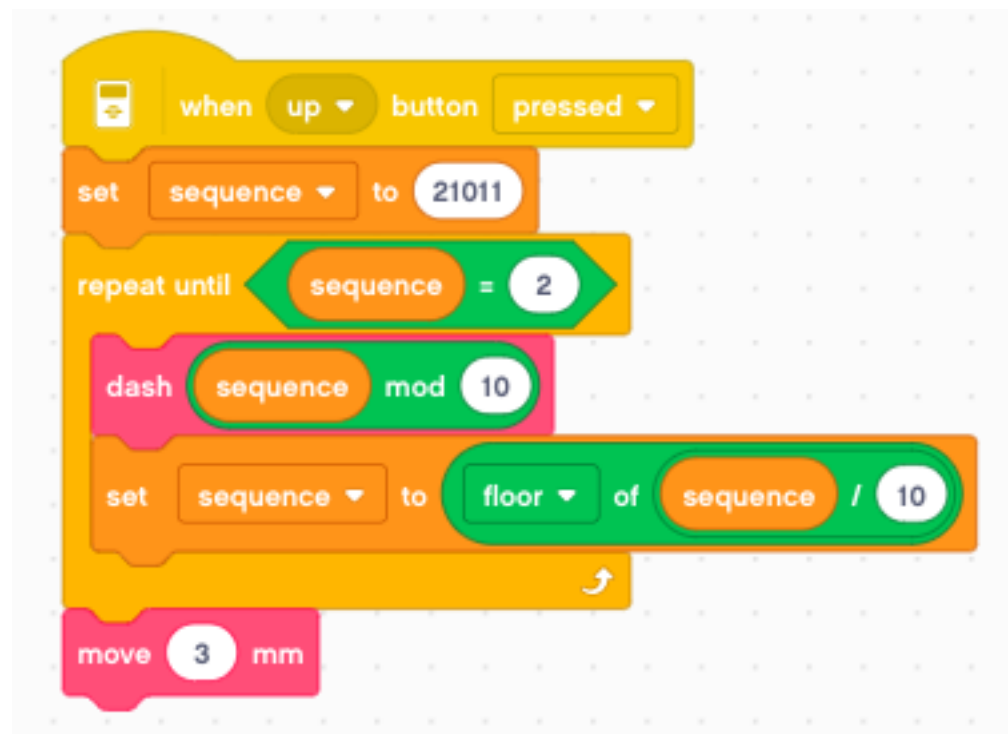 when up button pressed
set sequence to 21011
repeat until sequence = 2
dash sequence mod 10
set sequence to floor of sequence / 10
move 3 mm